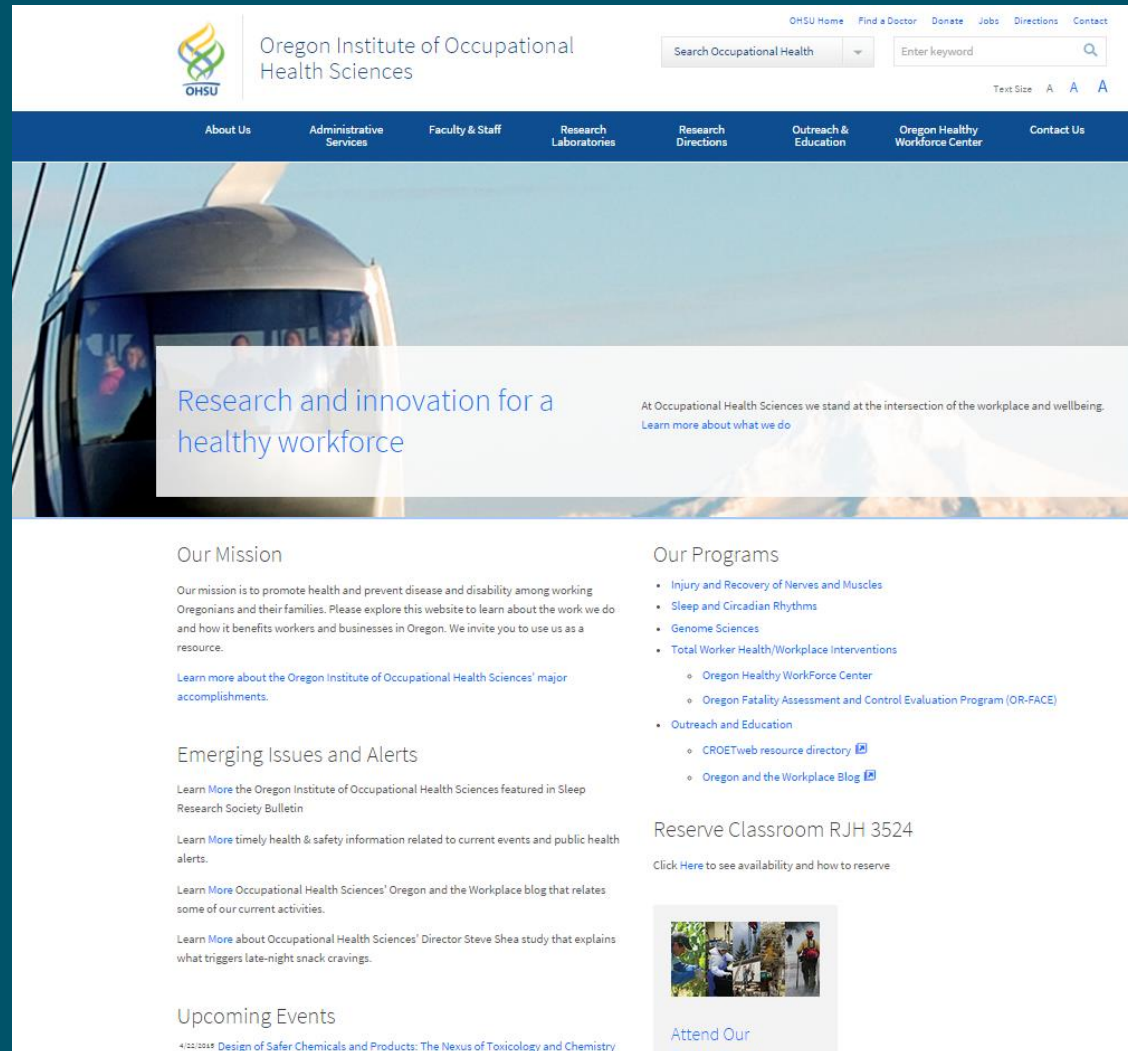 OHSU Home Find a Doctor Donate Jobs Directions Contact
OHSU
Oregon Institute of Occupational
Health Sciences
Search Occupational Health
Enter keyword
Text Size A A A
About Us
Administrative
Services
Faculty & Staff
Research
Laboratories
Research
Directions
Outreach &
Education
Oregon Healthy
Workforce Center
Contact Us
Research and innovation for a
healthy workforce
At Occupational Health Sciences we stand at the intersection of the workplace and wellbeing.
Learn more about what we do
Our Mission
Our mission is to promote health and prevent disease and disability among working
Oregonians and their families. Please explore this website to learn about the work we do
and how it benefits workers and businesses in Oregon. We invite you to use us as a
resource.
Learn more about the Oregon Institute of Occupational Health Sciences' major
accomplishments.
Emerging Issues and Alerts
Learn More the Oregon Institute of Occupational Health Sciences featured in Sleep
Research Society Bulletin
Learn More timely health & safety information related to current events and public health
alerts.
Learn More Occupational Health Sciences' Oregon and the Workplace blog that relates
some of our current activities.
Learn More about Occupational Health Sciences' Director Steve Shea study that explains
what triggers late-night snack cravings.
Upcoming Events
Design of Safer Chemicals and Products: The Nexus of Toxicology and Chemistry
Our Programs
• Injury and Recovery of Nerves and Muscles
• Sleep and Circadian Rhythms
• Genome Sciences
• Total Worker Health/Workplace Interventions
◦ Oregon Healthy WorkForce Center
◦ Oregon Fatality Assessment and Control Evaluation Program (OR-FACE)
• Outreach and Education
◦ CROETweb resource directory
◦ Oregon and the Workplace Blog
Reserve Classroom RJH 3524
Click Here to see availability and how to reserve
Attend Our